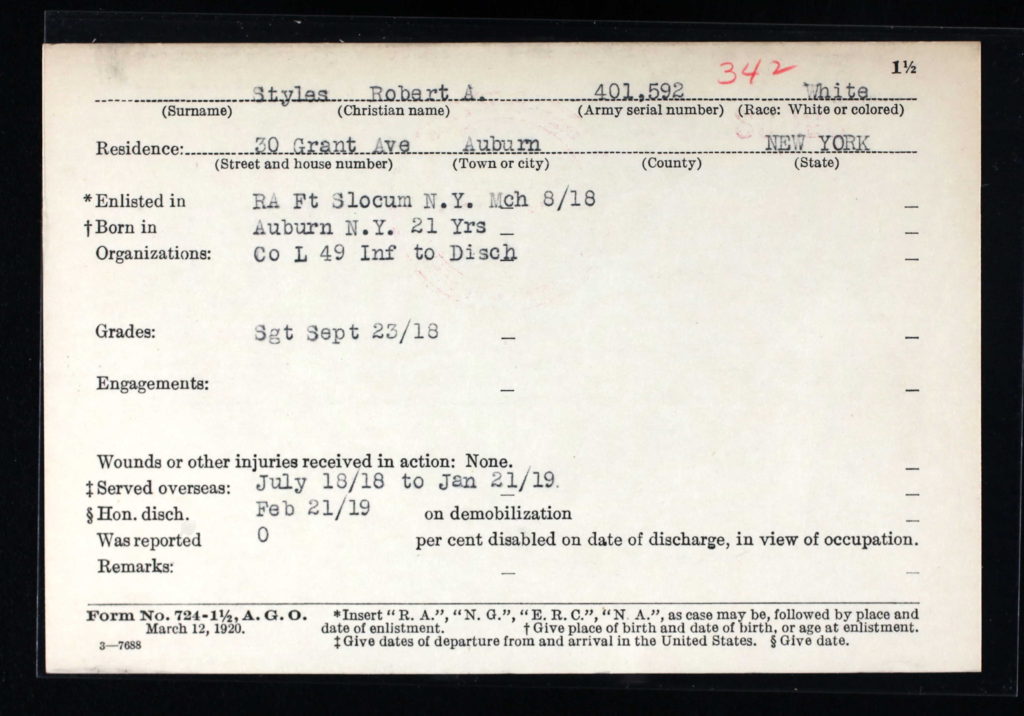 342
1½
Styles Robert A. 401,592 White
(Surname) (Christian name) (Army serial number) (Race: White or colored)
Residence: 30 Grant Ave Auburn NEW YORK
(Street and house number) (Town or city) (County) (State)
*Enlisted in RA Ft Slocum N.Y. Mch 8/18
†Born in Auburn N.Y. 21 Yrs
Organizations: Co L 49 Inf to Disch
Grades: Sgt Sept 23/18
Engagements:
Wounds or other injuries received in action: None.
‡Served overseas: July 18/18 to Jan 21/19.
§Hon. disch. Feb 21/19 on demobilization
Was reported 0 per cent disabled on date of discharge, in view of occupation.
Remarks:
Form No. 724-1½, A. G. O. *Insert "R. A.", "N. G.", "E. R. C.", "N. A.", as case may be, followed by place and
March 12, 1920. date of enlistment. †Give place of birth and date of birth, or age at enlistment.
3—7688 ‡Give dates of departure from and arrival in the United States. §Give date.